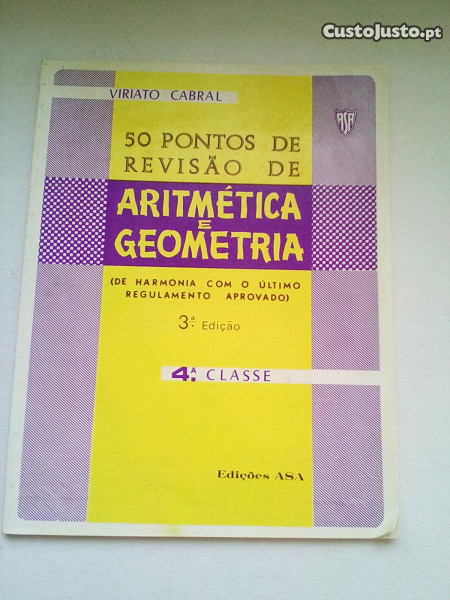 CustoJusto.pt
VIRIATO CABRAL
ASA
50 PONTOS DE
REVISÃO DE
ARITMÉTICA
E
GEOMETRIA
(DE HARMONIA COM O ÚLTIMO
REGULAMENTO APROVADO)
3.ª Edição
4.ª CLASSE
Edições ASA